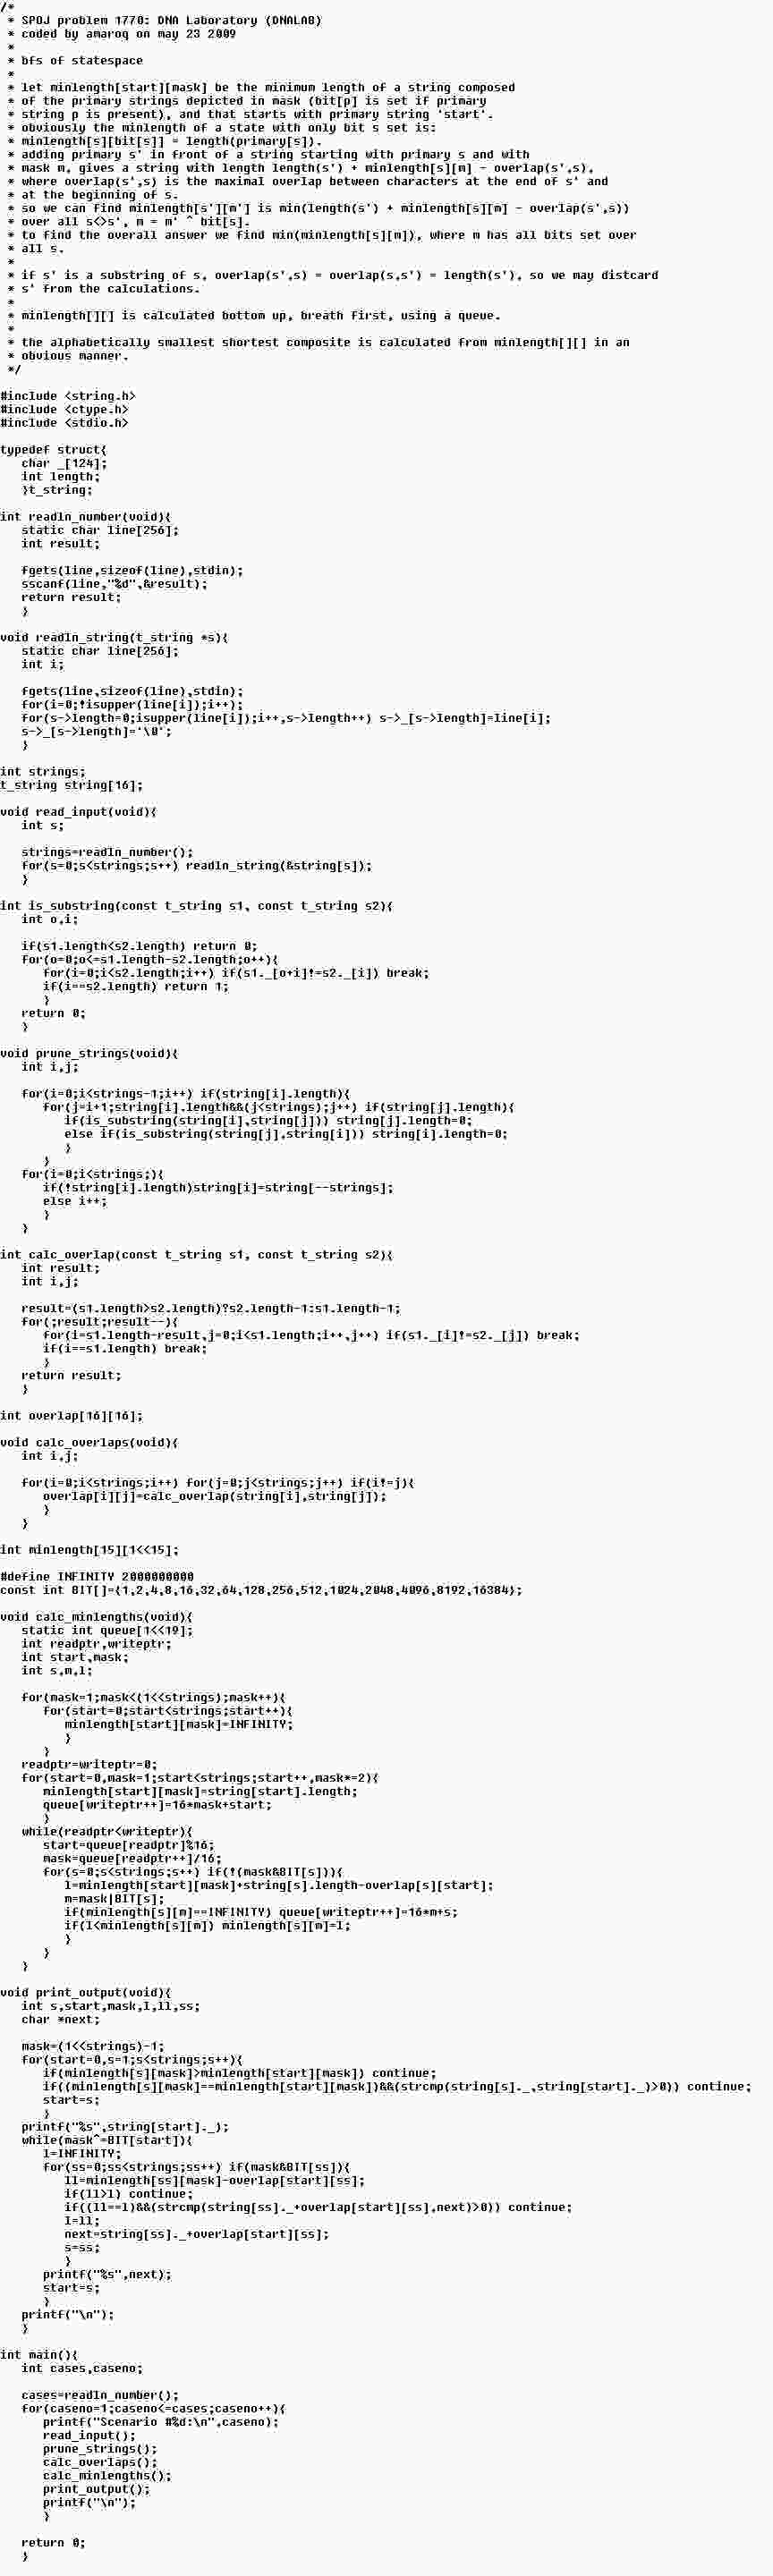 /*
 * SPOJ problem 1770: DNA Laboratory (DNALAB)
 * coded by amaroq on may 23 2009
 *
 * bfs of statespace
 *
 * let minlength[start][mask] be the minimum length of a string composed
 * of the primary strings depicted in mask (bit[p] is set if primary
 * string p is present), and that starts with primary string 'start'.
 * obviously the minlength of a state with only bit s set is:
 * minlength[s][bit[s]] = length(primary[s]).
 * adding primary s' in front of a string starting with primary s and with
 * mask m, gives a string with length length(s') + minlength[s][m] - overlap(s',s),
 * where overlap(s',s) is the maximal overlap between characters at the end of s' and
 * at the beginning of s.
 * so we can find minlength[s'][m'] is min(length(s') + minlength[s][m] - overlap(s',s))
 * over all s<>s', m = m' ^ bit[s].
 * to find the overall answer we find min(minlength[s][m]), where m has all bits set over
 * all s.
 *
 * if s' is a substring of s, overlap(s',s) = overlap(s,s') = length(s'), so we may distcard
 * s' from the calculations.
 *
 * minlength[][] is calculated bottom up, breath first, using a queue.
 *
 * the alphabetically smallest shortest composite is calculated from minlength[][] in an
 * obvious manner.
 */

#include <string.h>
#include <ctype.h>
#include <stdio.h>

typedef struct{
   char _[124];
   int length;
   }t_string;

int readln_number(void){
   static char line[256];
   int result;

   fgets(line,sizeof(line),stdin);
   sscanf(line,"%d",&result);
   return result;
   }

void readln_string(t_string *s){
   static char line[256];
   int i;

   fgets(line,sizeof(line),stdin);
   for(i=0;!isupper(line[i]);i++);
   for(s->length=0;isupper(line[i]);i++,s->length++) s->_[s->length]=line[i];
   s->_[s->length]='\0';
   }

int strings;
t_string string[16];

void read_input(void){
   int s;

   strings=readln_number();
   for(s=0;s<strings;s++) readln_string(&string[s]);
   }

int is_substring(const t_string s1, const t_string s2){
   int o,i;

   if(s1.length<s2.length) return 0;
   for(o=0;o<=s1.length-s2.length;o++){
      for(i=0;i<s2.length;i++) if(s1._[o+i]!=s2._[i]) break;
      if(i==s2.length) return 1;
      }
   return 0;
   }

void prune_strings(void){
   int i,j;

   for(i=0;i<strings-1;i++) if(string[i].length){
      for(j=i+1;string[i].length&&(j<strings);j++) if(string[j].length){
         if(is_substring(string[i],string[j])) string[j].length=0;
         else if(is_substring(string[j],string[i])) string[i].length=0;
         }
      }
   for(i=0;i<strings;){
      if(!string[i].length)string[i]=string[--strings];
      else i++;
      }
   }

int calc_overlap(const t_string s1, const t_string s2){
   int result;
   int i,j;

   result=(s1.length>s2.length)?s2.length-1:s1.length-1;
   for(;result;result--){
      for(i=s1.length-result,j=0;i<s1.length;i++,j++) if(s1._[i]!=s2._[j]) break;
      if(i==s1.length) break;
      }
   return result;
   }

int overlap[16][16];

void calc_overlaps(void){
   int i,j;

   for(i=0;i<strings;i++) for(j=0;j<strings;j++) if(i!=j){
      overlap[i][j]=calc_overlap(string[i],string[j]);
      }
   }

int minlength[15][1<<15];

#define INFINITY 2000000000
const int BIT[]={1,2,4,8,16,32,64,128,256,512,1024,2048,4096,8192,16384};

void calc_minlengths(void){
   static int queue[1<<19];
   int readptr,writeptr;
   int start,mask;
   int s,m,l;

   for(mask=1;mask<(1<<strings);mask++){
      for(start=0;start<strings;start++){
         minlength[start][mask]=INFINITY;
         }
      }
   readptr=writeptr=0;
   for(start=0,mask=1;start<strings;start++,mask*=2){
      minlength[start][mask]=string[start].length;
      queue[writeptr++]=16*mask+start;
      }
   while(readptr<writeptr){
      start=queue[readptr]%16;
      mask=queue[readptr++]/16;
      for(s=0;s<strings;s++) if(!(mask&BIT[s])){
         l=minlength[start][mask]+string[s].length-overlap[s][start];
         m=mask|BIT[s];
         if(minlength[s][m]==INFINITY) queue[writeptr++]=16*m+s;
         if(l<minlength[s][m]) minlength[s][m]=l;
         }
      }
   }

void print_output(void){
   int s,start,mask,l,ll,ss;
   char *next;

   mask=(1<<strings)-1;
   for(start=0,s=1;s<strings;s++){
      if(minlength[s][mask]>minlength[start][mask]) continue;
      if((minlength[s][mask]==minlength[start][mask])&&(strcmp(string[s]._,string[start]._)>0)) continue;
      start=s;
      }
   printf("%s",string[start]._);
   while(mask^=BIT[start]){
      l=INFINITY;
      for(ss=0;ss<strings;ss++) if(mask&BIT[ss]){
         ll=minlength[ss][mask]-overlap[start][ss];
         if(ll>l) continue;
         if((ll==l)&&(strcmp(string[ss]._+overlap[start][ss],next)>0)) continue;
         l=ll;
         next=string[ss]._+overlap[start][ss];
         s=ss;
         }
      printf("%s",next);
      start=s;
      }
   printf("\n");
   }

int main(){
   int cases,caseno;

   cases=readln_number();
   for(caseno=1;caseno<=cases;caseno++){
      printf("Scenario #%d:\n",caseno);
      read_input();
      prune_strings();
      calc_overlaps();
      calc_minlengths();
      print_output();
      printf("\n");
      }

   return 0;
   }